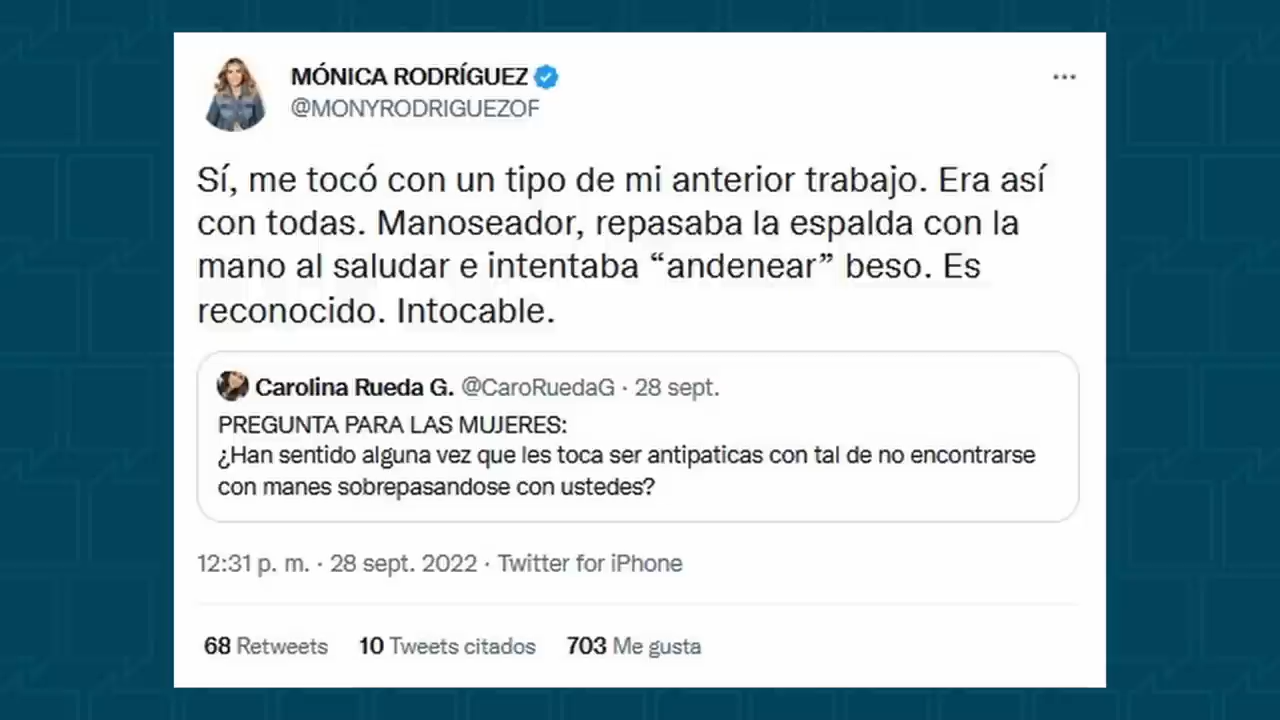 MÓNICA RODRÍGUEZ
@MONYRODRIGUEZOF
Sí, me tocó con un tipo de mi anterior trabajo. Era así
con todas. Manoseador, repasaba la espalda con la
mano al saludar e intentaba “andenear” beso. Es
reconocido. Intocable.
Carolina Rueda G. @CaroRuedaG · 28 sept.
PREGUNTA PARA LAS MUJERES:
¿Han sentido alguna vez que les toca ser antipaticas con tal de no encontrarse
con manes sobrepasandose con ustedes?
12:31 p. m. · 28 sept. 2022 · Twitter for iPhone
68 Retweets 10 Tweets citados 703 Me gusta